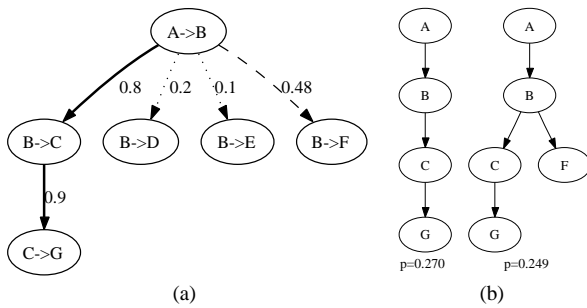 A->B
0.8
0.2
0.1
0.48
B->C
B->D
B->E
B->F
0.9
C->G
(a)
A
B
C
G
p=0.270
A
B
C
F
G
p=0.249
(b)